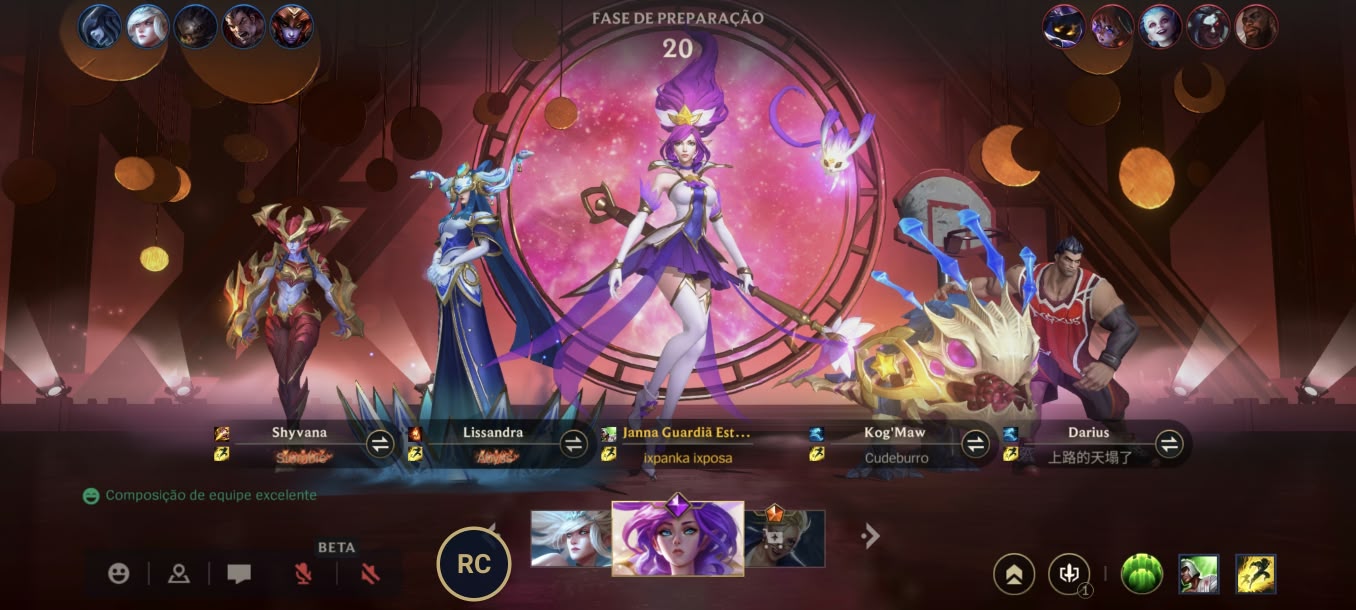 FASE DE PREPARAÇÃO
20
Shyvana
Lissandra
Janna Guardiã Est...
ixpanka ixposa
Kog'Maw
Cudeburro
Darius
上路的天塌了
Composição de equipe excelente
BETA
RC
1